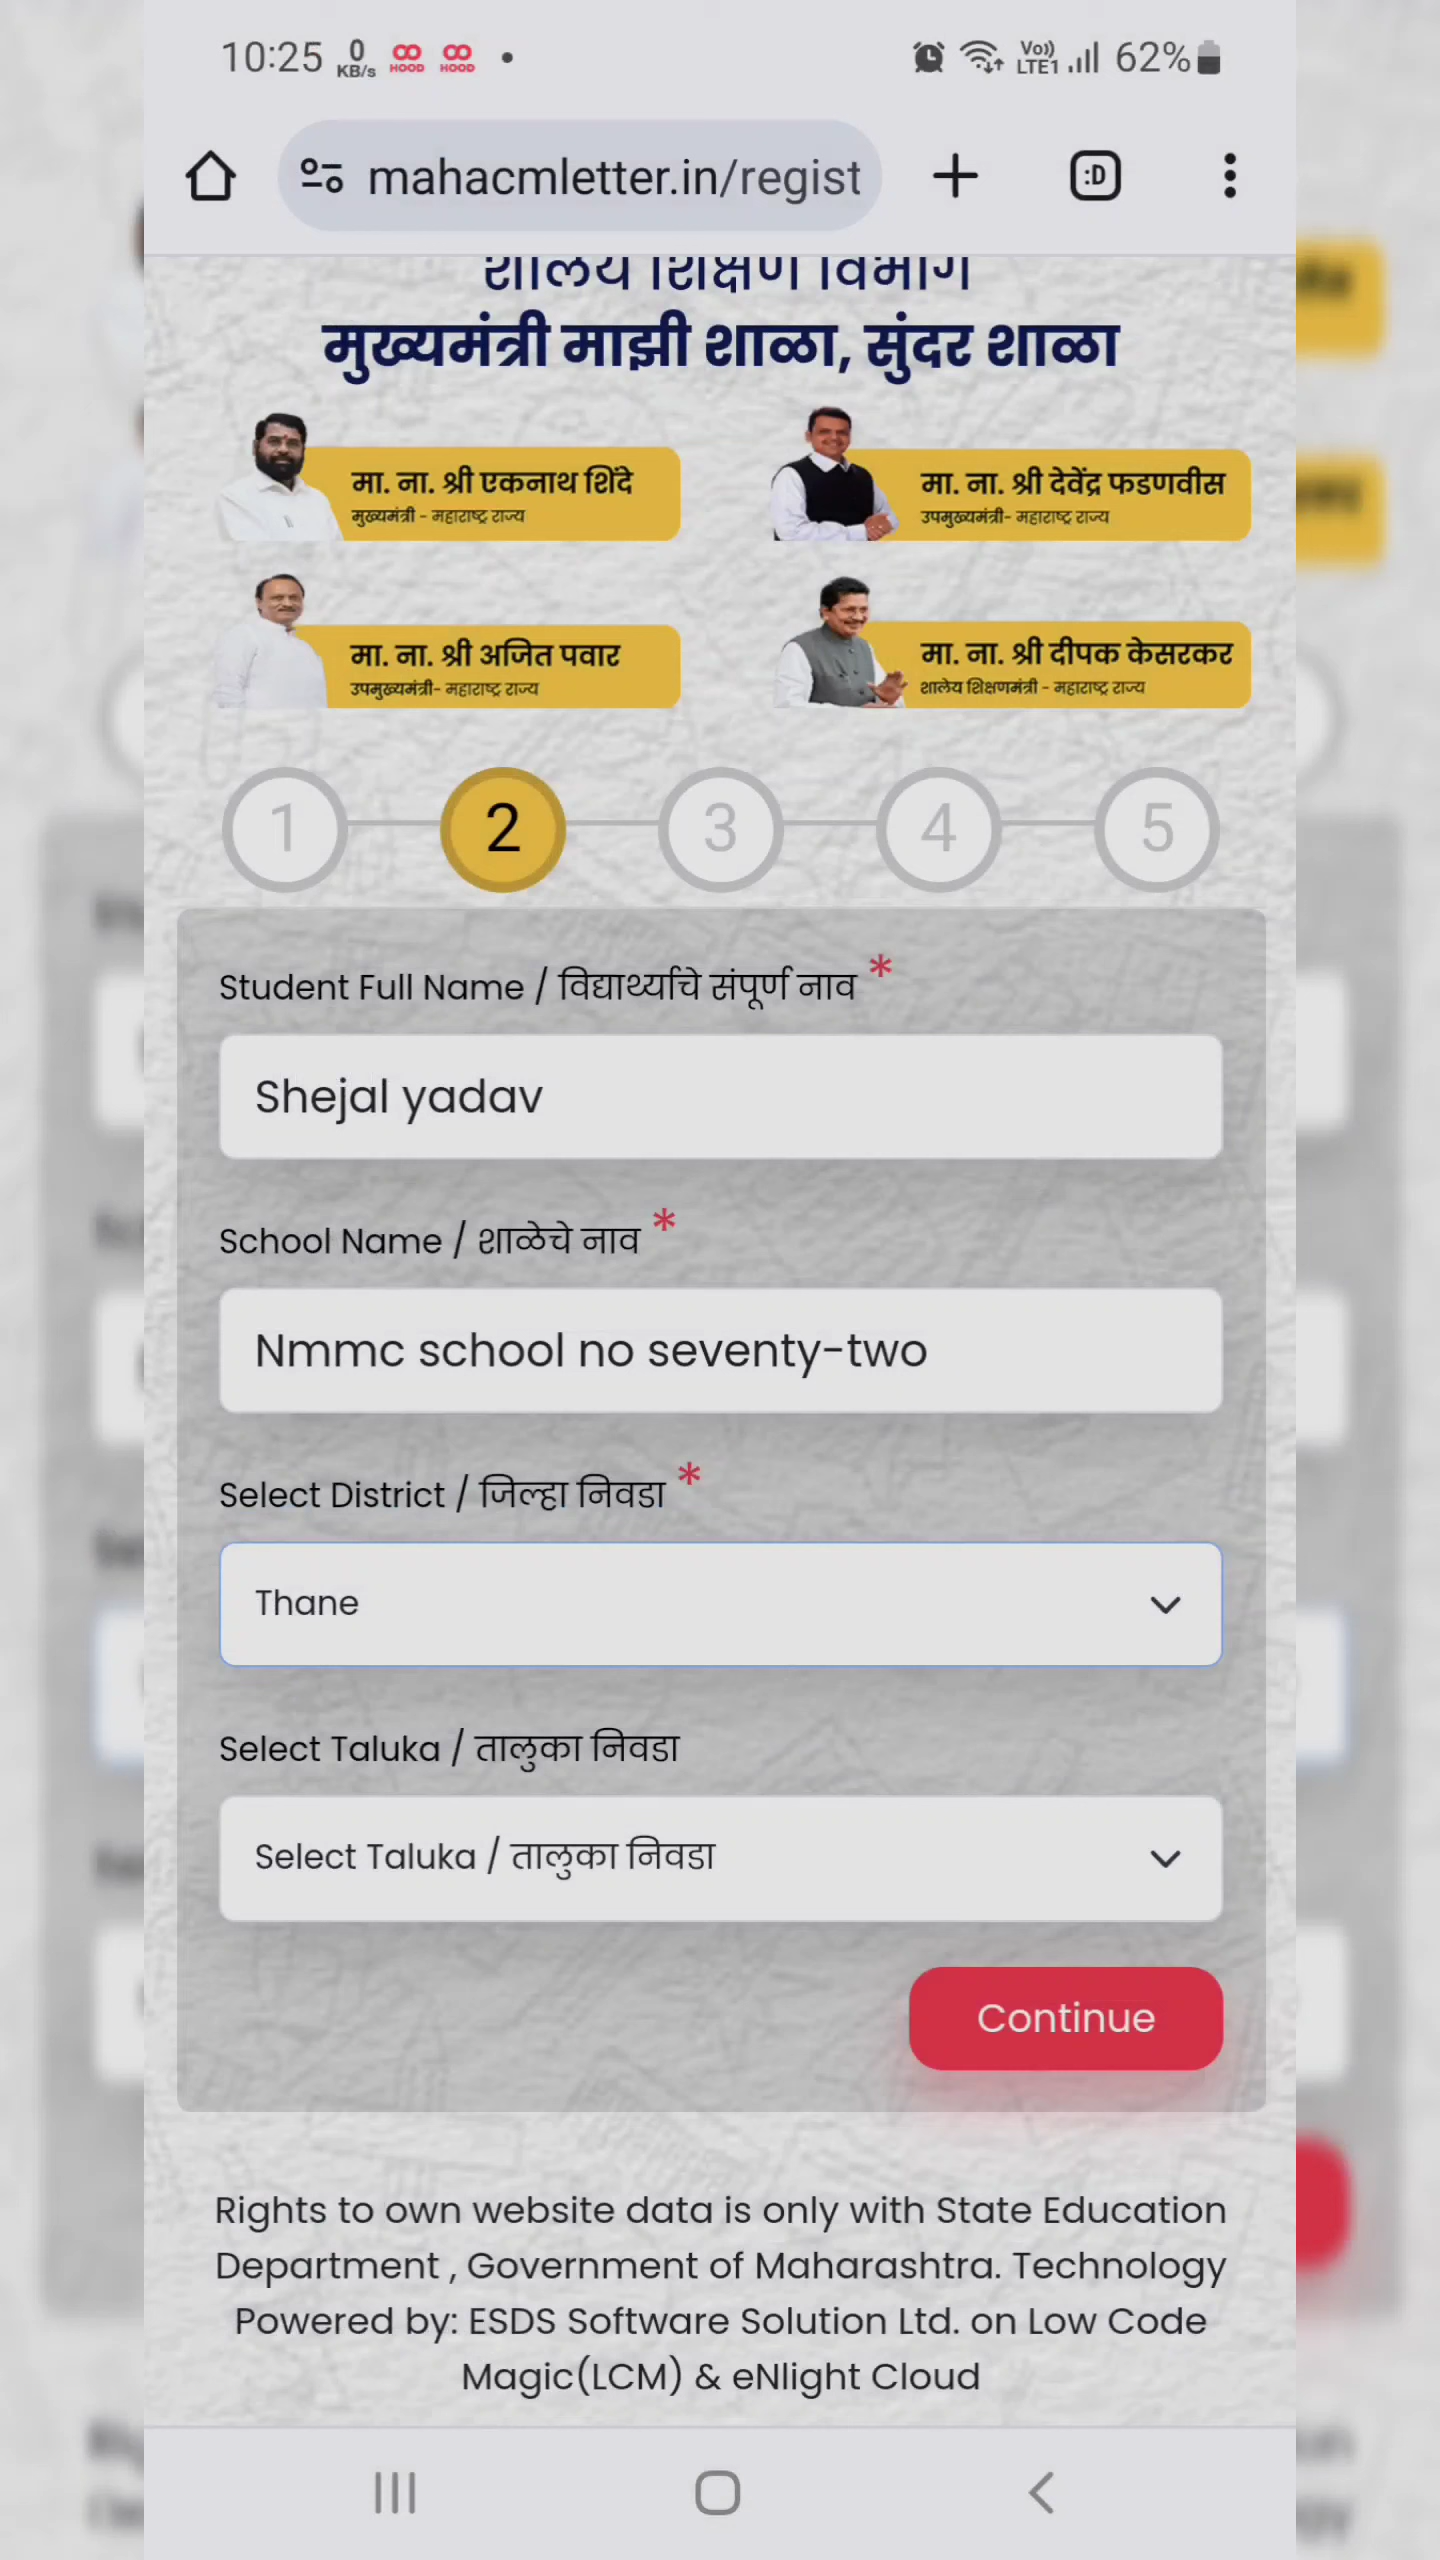 10:25 0 KB/s HOOD HOOD Vo)) LTE1 62%
mahacmletter.in/regist :D
शालेय शिक्षण विभाग
मुख्यमंत्री माझी शाळा, सुंदर शाळा
मा. ना. श्री एकनाथ शिंदे
मुख्यमंत्री - महाराष्ट्र राज्य
मा. ना. श्री देवेंद्र फडणवीस
उपमुख्यमंत्री- महाराष्ट्र राज्य
मा. ना. श्री अजित पवार
उपमुख्यमंत्री- महाराष्ट्र राज्य
मा. ना. श्री दीपक केसरकर
शालेय शिक्षणमंत्री - महाराष्ट्र राज्य
1 2 3 4 5
Student Full Name / विद्यार्थ्याचे संपूर्ण नाव *
Shejal yadav
School Name / शाळेचे नाव *
Nmmc school no seventy-two
Select District / जिल्हा निवडा *
Thane
Select Taluka / तालुका निवडा
Select Taluka / तालुका निवडा
Continue
Rights to own website data is only with State Education
Department , Government of Maharashtra. Technology
Powered by: ESDS Software Solution Ltd. on Low Code
Magic(LCM) & eNlight Cloud